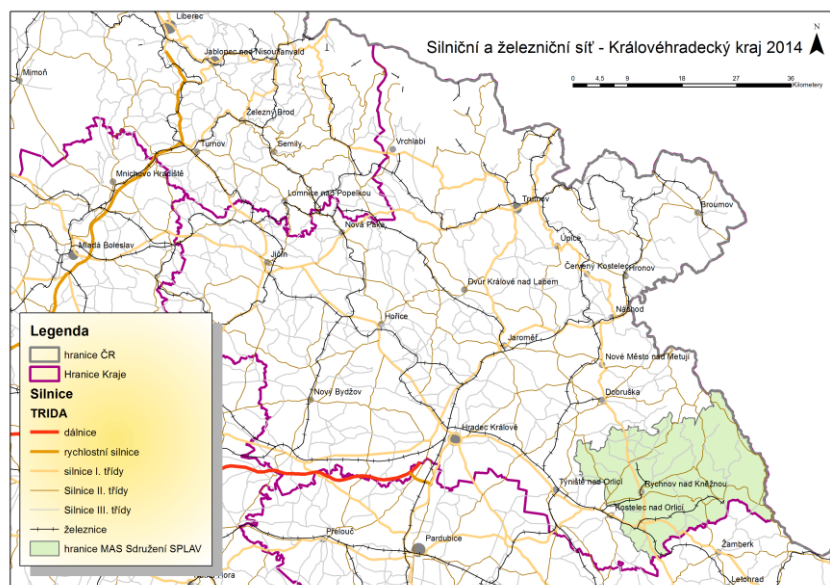 Liberec
Silniční a železniční síť - Královéhradecký kraj 2014
N
Jablonec nad Nisou
Tanvald
Mimoň
0 4,5 9 18 27 36
Kilometery
Železný Brod
Turnov
Semily
Vrchlabí
Mnichovo Hradiště
Lomnice nad Popelkou
Trutnov
Broumov
Nová Paka
Mladá Boleslav
Jičín
Úpice
Červený Kostelec
Hronov
Dvůr Králové nad Labem
Náchod
Hořice
Jaroměř
Nové Město nad Metují
Nový Bydžov
Dobruška
Hradec Králové
Týniště nad Orlicí
Rychnov nad Kněžnou
Kostelec nad Orlicí
Přelouč
Pardubice
Žamberk
Hora
Letohrad
Legenda
hranice ČR
Hranice Kraje
Silnice
TRIDA
dálnice
rychlostní silnice
silnice I. třídy
Silnice II. třídy
Silnice III. třídy
železnice
hranice MAS Sdružení SPLAV